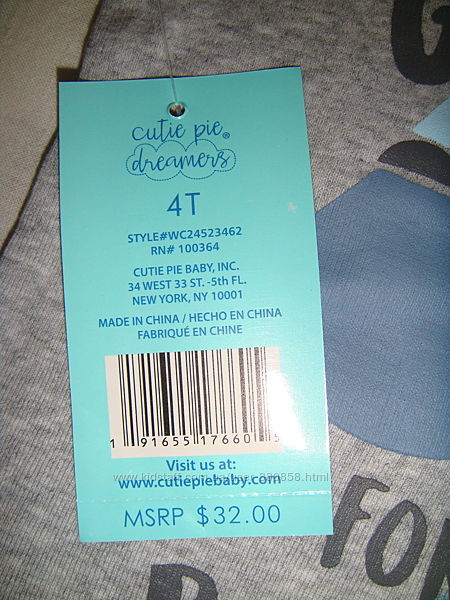 G
cutie pie®
dreamers
4T
STYLE#WC24523462
RN# 100364
CUTIE PIE BABY, INC.
34 WEST 33 ST. -5th FL.
NEW YORK, NY 10001
MADE IN CHINA / HECHO EN CHINA
FABRIQUÉ EN CHINE
1 91655 17660 5
Visit us at:
www.cutiepiebaby.com
MSRP $32.00
FOR